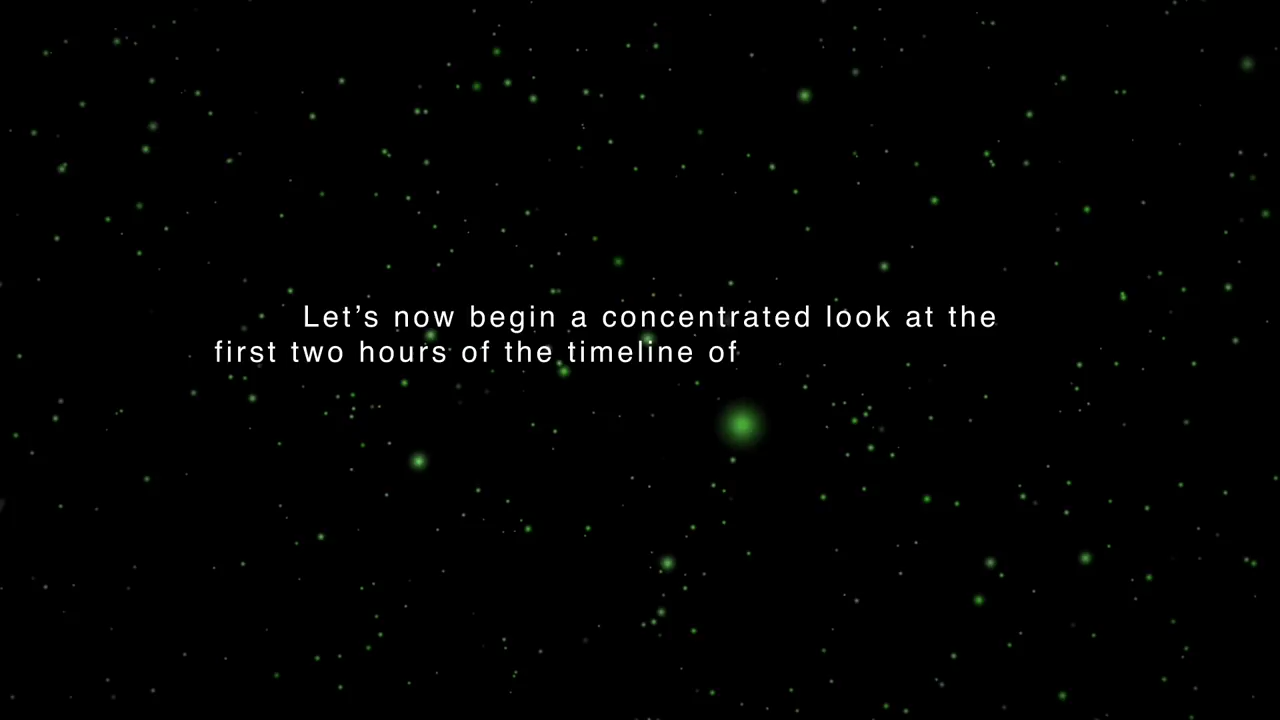 Let’s now begin a concentrated look at the
first two hours of the timeline of